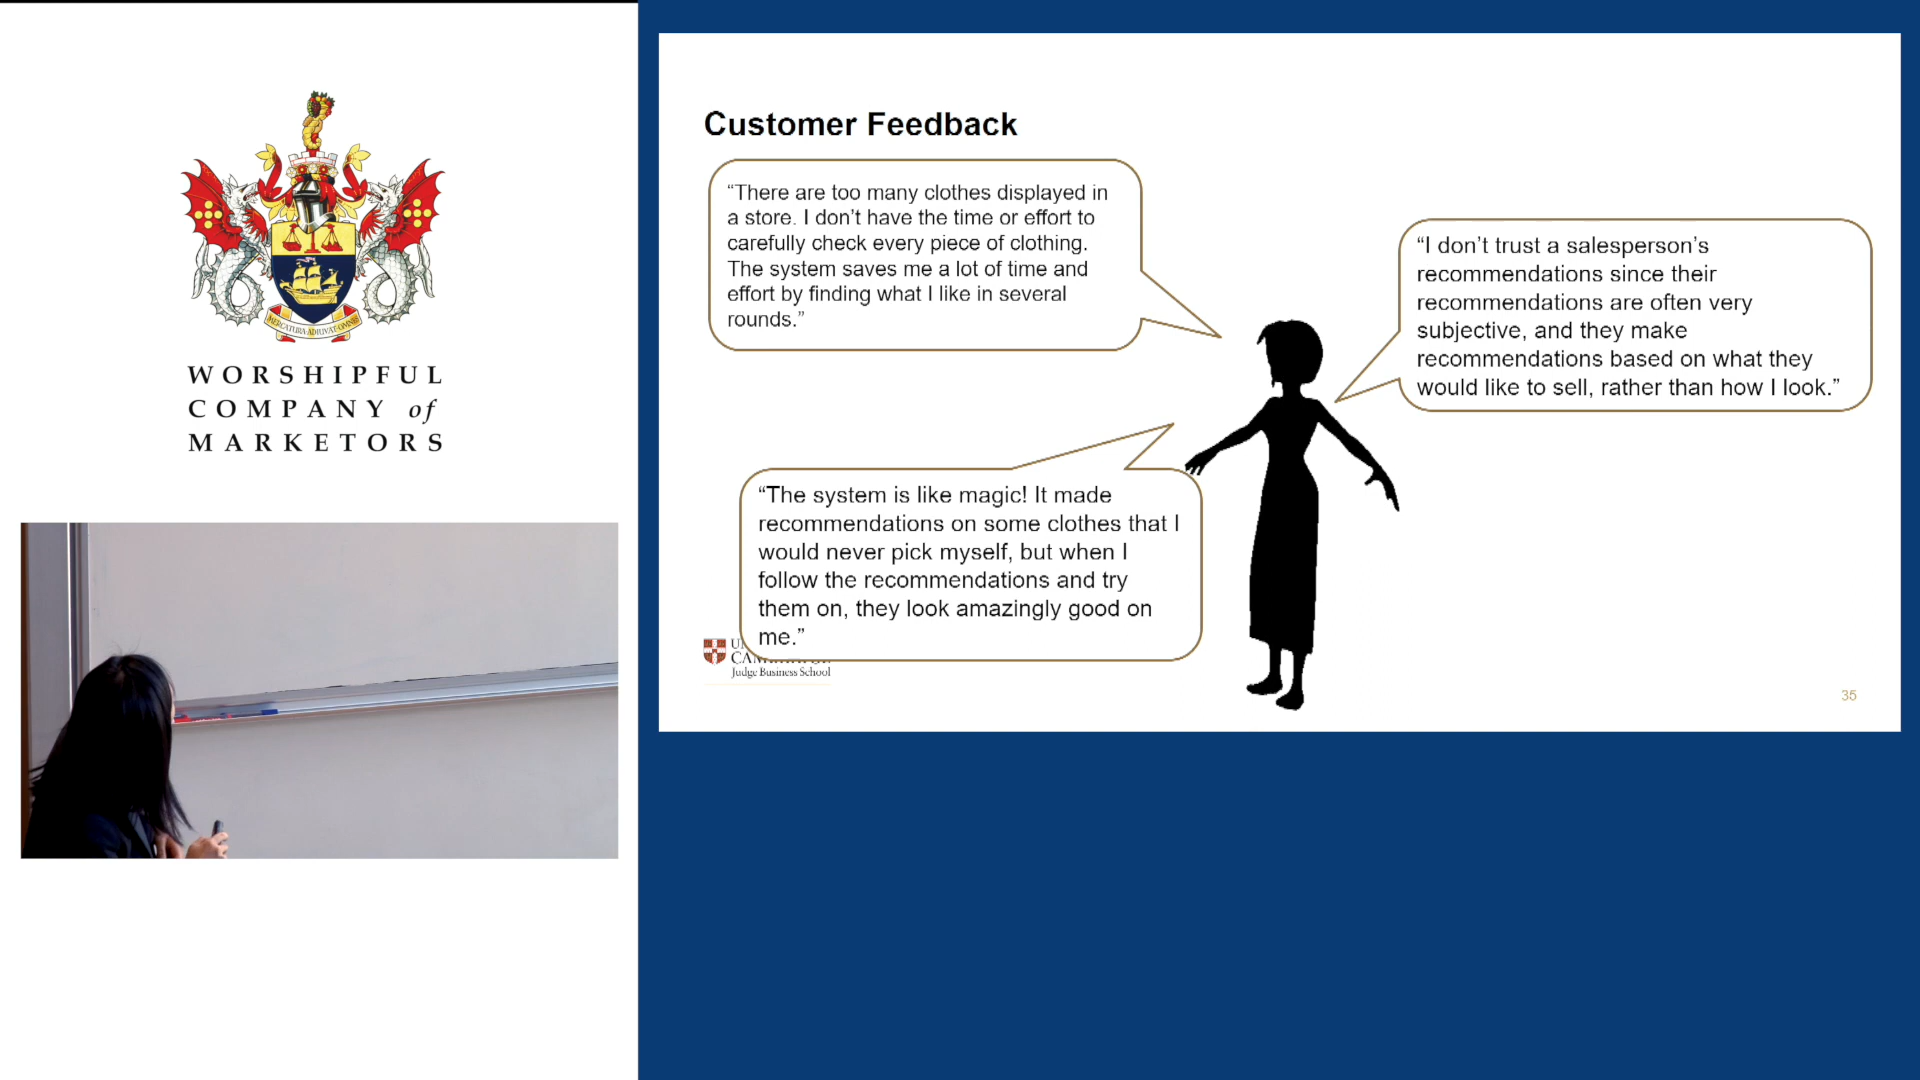 WORSHIPFUL
COMPANY of
MARKETORS
Customer Feedback
“There are too many clothes displayed in
a store. I don’t have the time or effort to
carefully check every piece of clothing.
The system saves me a lot of time and
effort by finding what I like in several
rounds.”
“I don’t trust a salesperson’s
recommendations since their
recommendations are often very
subjective, and they make
recommendations based on what they
would like to sell, rather than how I look.”
“The system is like magic! It made
recommendations on some clothes that I
would never pick myself, but when I
follow the recommendations and try
them on, they look amazingly good on
me.”
Judge Business School
35